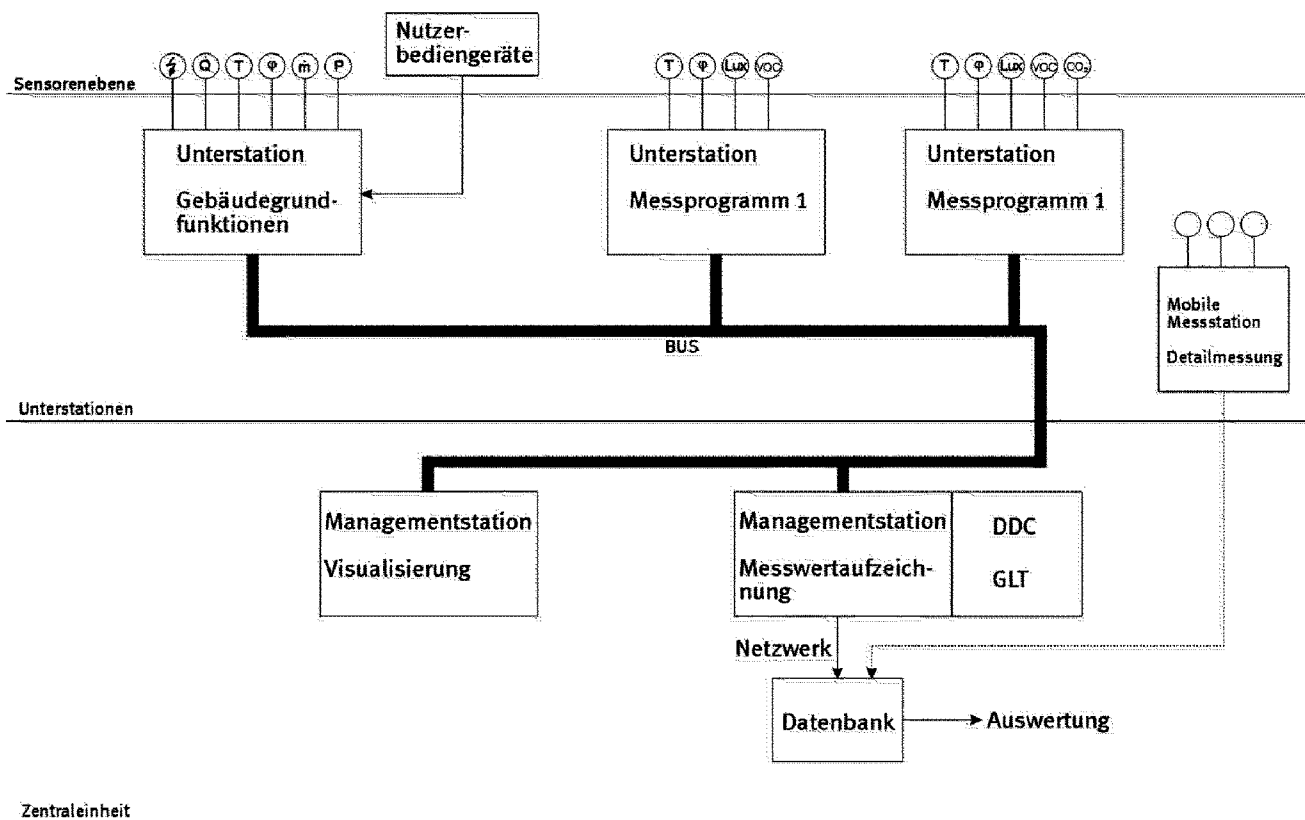 Nutzer-
bediengeräte
Q T φ ṁ P
T φ Lux VOC
T φ Lux VOC CO₂
Sensorenebene
Unterstation
Gebäudegrund-
funktionen
Unterstation
Messprogramm 1
Unterstation
Messprogramm 1
Mobile
Messstation
Detailmessung
BUS
Unterstationen
Managementstation
Visualisierung
Managementstation
Messwertaufzeich-
nung
DDC
GLT
Netzwerk
Datenbank
Auswertung
Zentraleinheit